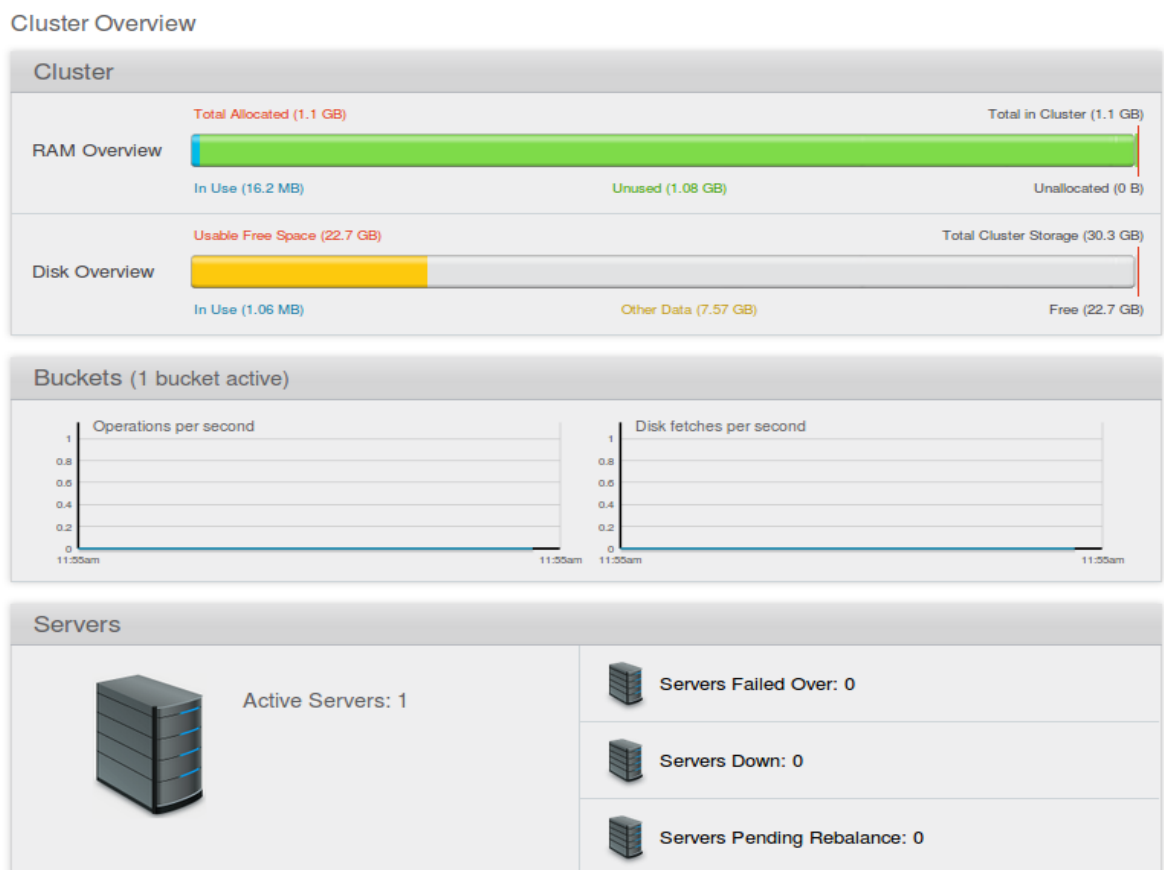 Cluster Overview
Cluster
Total Allocated (1.1 GB) Total in Cluster (1.1 GB)
RAM Overview
In Use (16.2 MB) Unused (1.08 GB) Unallocated (0 B)
Usable Free Space (22.7 GB) Total Cluster Storage (30.3 GB)
Disk Overview
In Use (1.06 MB) Other Data (7.57 GB) Free (22.7 GB)
Buckets (1 bucket active)
Operations per second
1
0.8
0.6
0.4
0.2
0
11:55am 11:55am
Disk fetches per second
1
0.8
0.6
0.4
0.2
0
11:55am 11:55am
Servers
Active Servers: 1
Servers Failed Over: 0
Servers Down: 0
Servers Pending Rebalance: 0